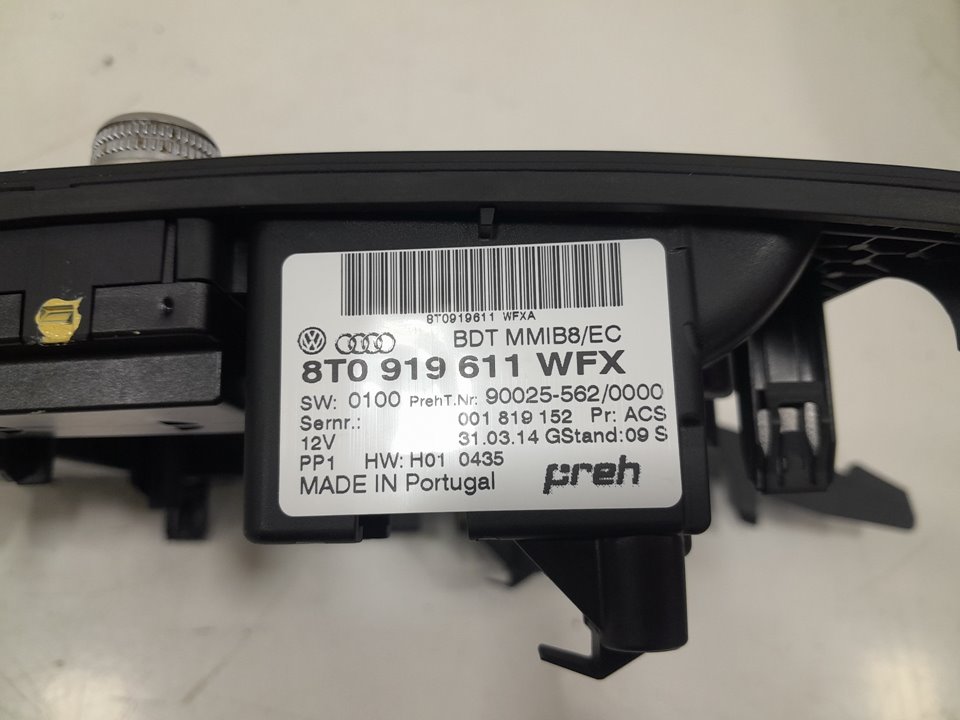 8T0919611 WFXA
BDT MMIB8/EC
8T0 919 611 WFX
SW: 0100 PrehT.Nr: 90025-562/0000
Sernr.: 001 819 152 Pr: ACS
12V 31.03.14 GStand: 09 S
PP1 HW: H01 0435
MADE IN Portugal preh